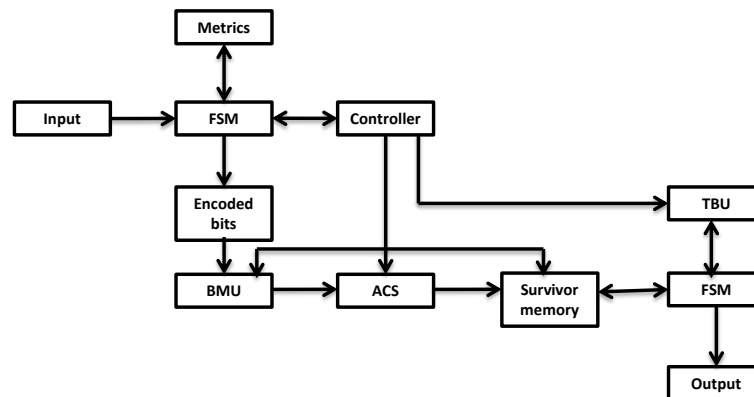 Metrics
Input
FSM
Controller
Encoded
bits
TBU
BMU
ACS
Survivor
memory
FSM
Output